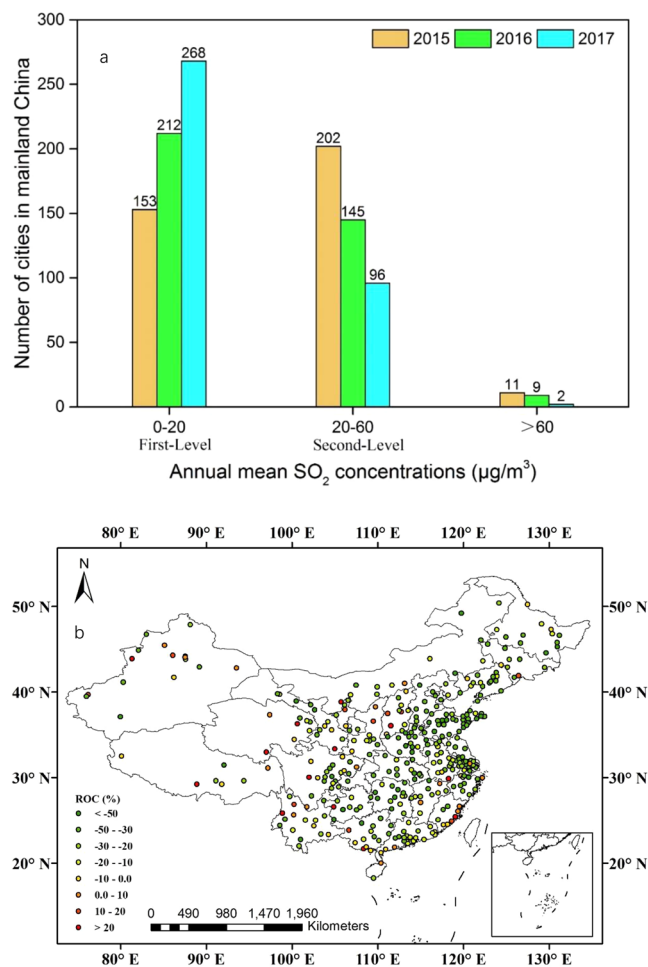 a
2015 2016 2017
Number of cities in mainland China
300
250
200
150
100
50
0
153 212 268
202 145 96
11 9 2
0-20 20-60 >60
First-Level Second-Level
Annual mean SO2 concentrations (μg/m3)
80° E 90° E 100° E 110° E 120° E 130° E
N
b
50° N 50° N
40° N 40° N
30° N 30° N
20° N 20° N
ROC (%)
< -50
-50 - -30
-30 - -20
-20 - -10
-10 - 0.0
0.0 - 10
10 - 20
> 20
0 490 980 1,470 1,960
Kilometers
80° E 90° E 100° E 110° E 120° E 130° E